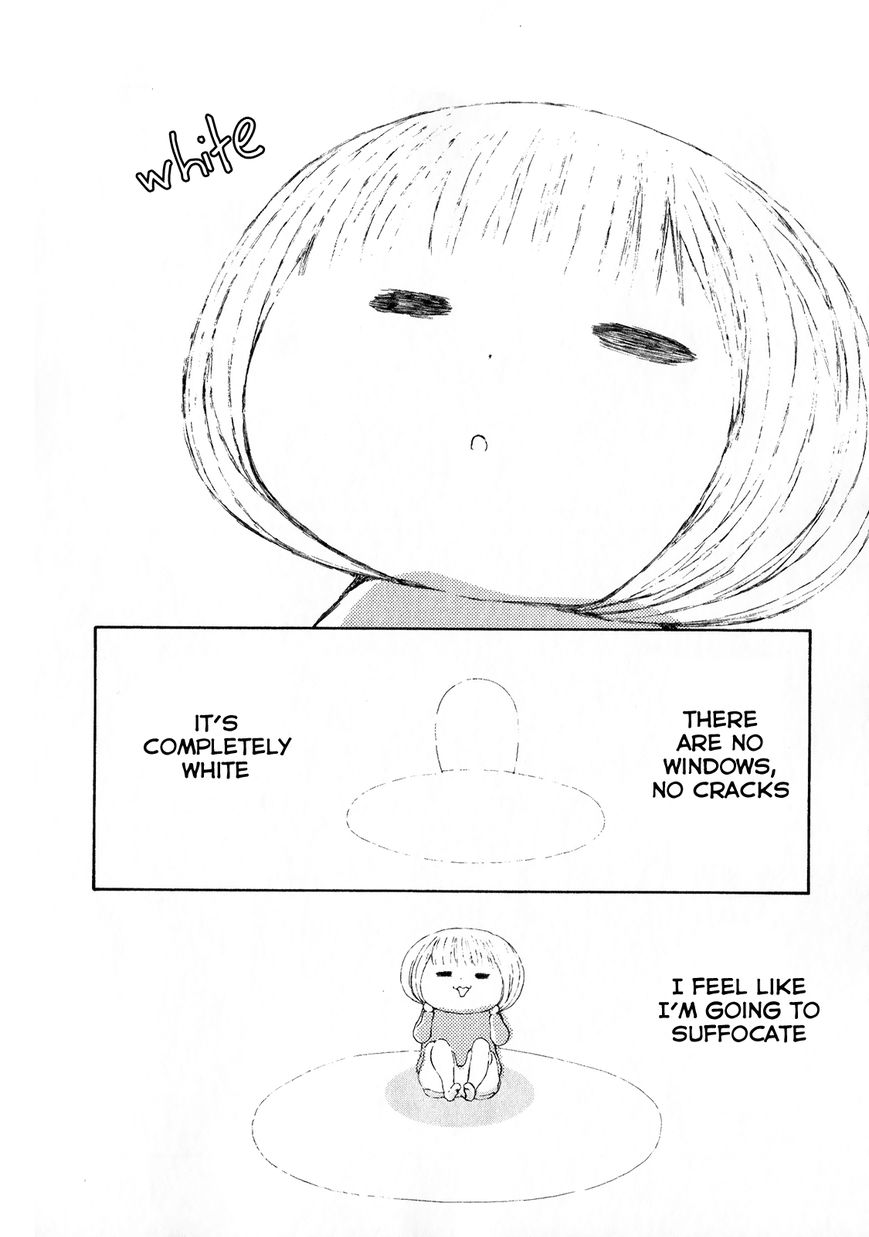 white
THERE
ARE NO
WINDOWS,
NO CRACKS
IT'S
COMPLETELY
WHITE
I FEEL LIKE
I'M GOING TO
SUFFOCATE